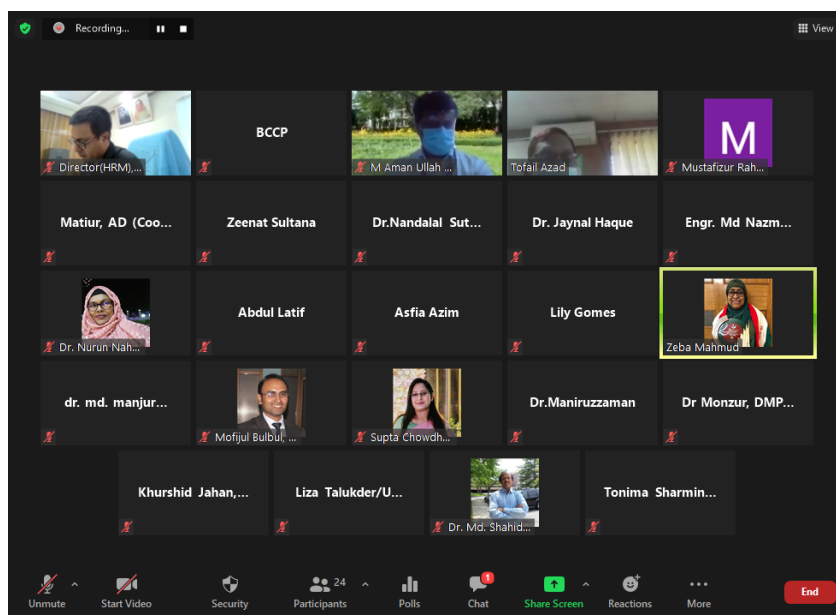 Recording...
View
Director(HRM),...
BCCP
M Aman Ullah ...
Tofail Azad
M
Mustafizur Rah...
Matiur, AD (Coo...
Zeenat Sultana
Dr.Nandalal Sut...
Dr. Jaynal Haque
Engr. Md Nazm...
Dr. Nurun Nah...
Abdul Latif
Asfia Azim
Lily Gomes
Zeba Mahmud
dr. md. manjur...
Mofijul Bulbul, ...
Supta Chowdh...
Dr.Maniruzzaman
Dr Monzur, DMP...
Khurshid Jahan,...
Liza Talukder/U...
Dr. Md. Shahid...
Tonima Sharmin...
Unmute
Start Video
Security
24
Participants
Polls
1
Chat
Share Screen
Reactions
More
End